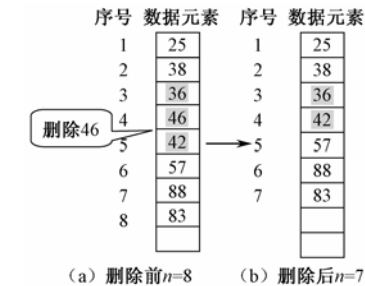 序号 数据元素 序号 数据元素
1 25 1 25
2 38 2 38
3 36 3 36
4 46 4 42
删除46
5 42 5 57
6 57 6 88
7 88 7 83
8 83
（a）删除前n=8 （b）删除后n=7